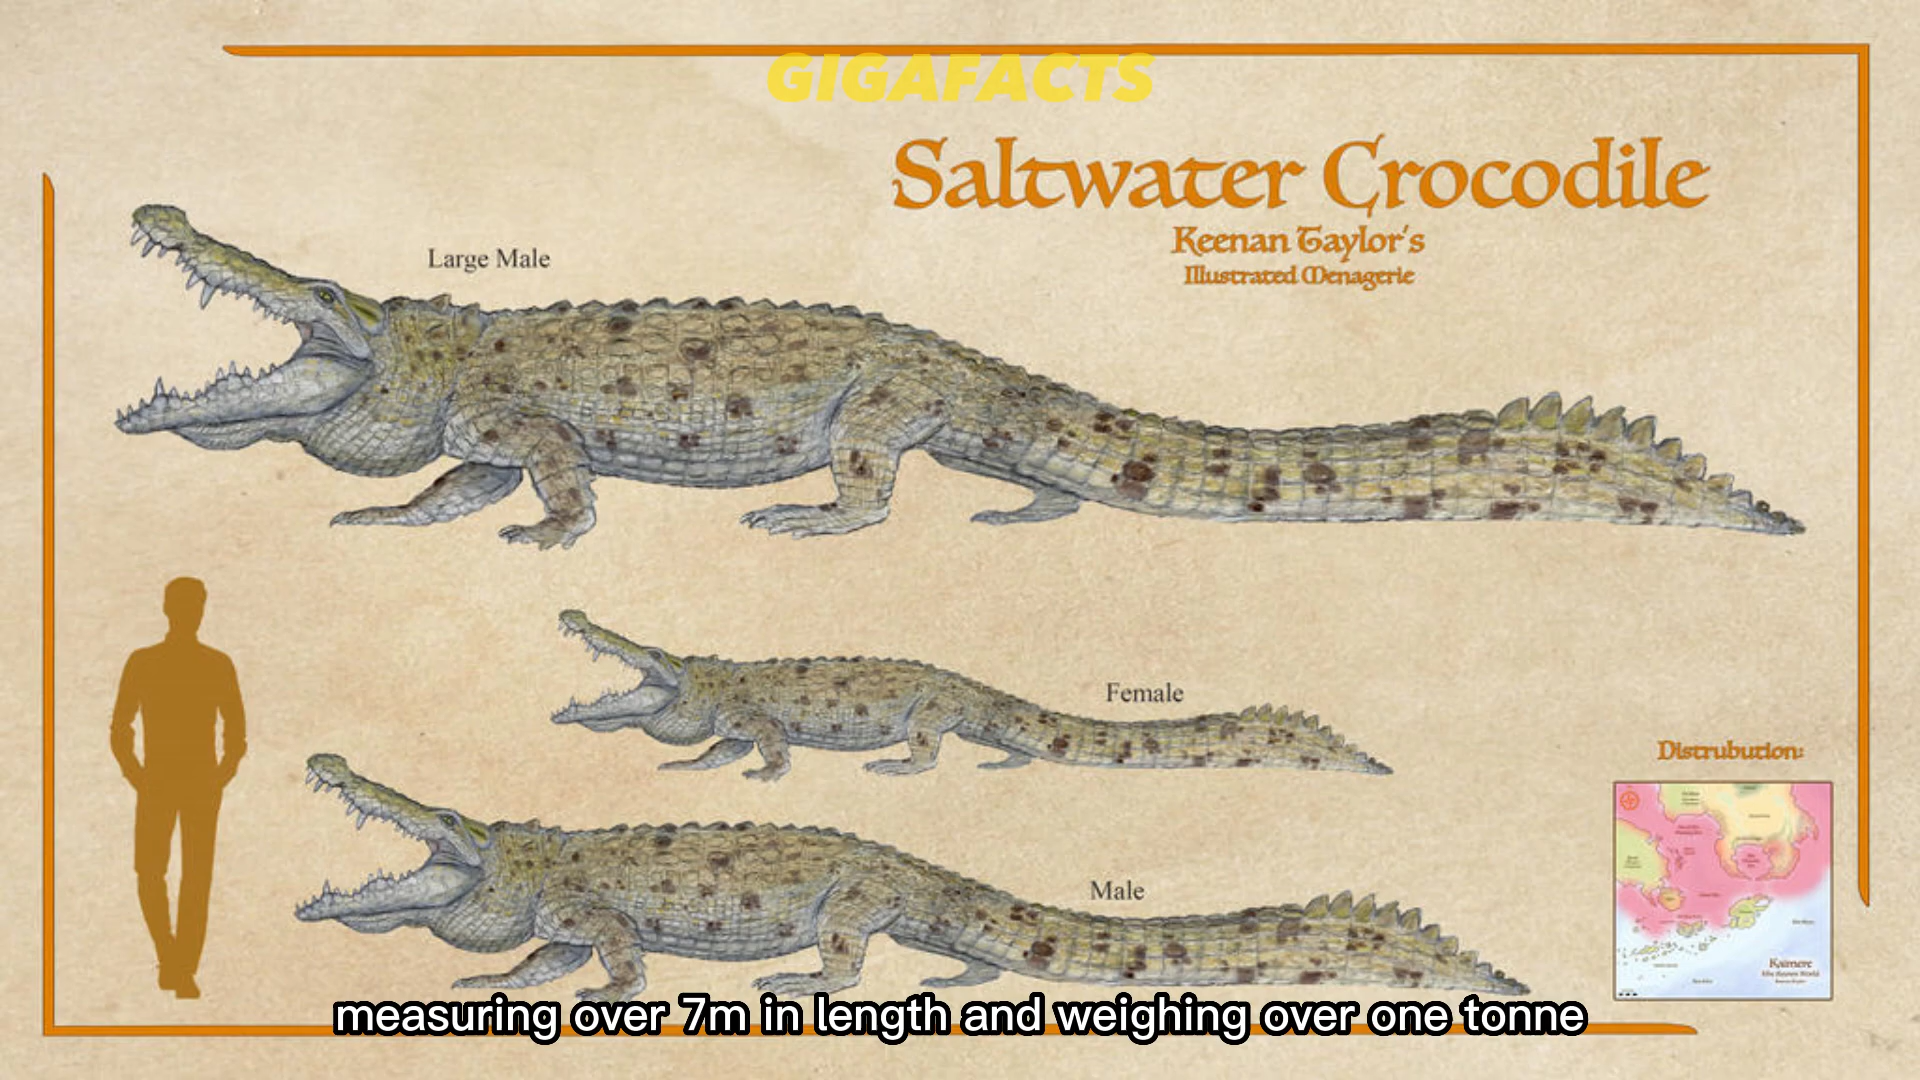 GIGAFACTS
Saltwater Crocodile
Keenan Taylor's
Illustrated Menagerie
Large Male
Female
Distrubution:
Male
Kaimere
measuring over 7m in length and weighing over one tonne